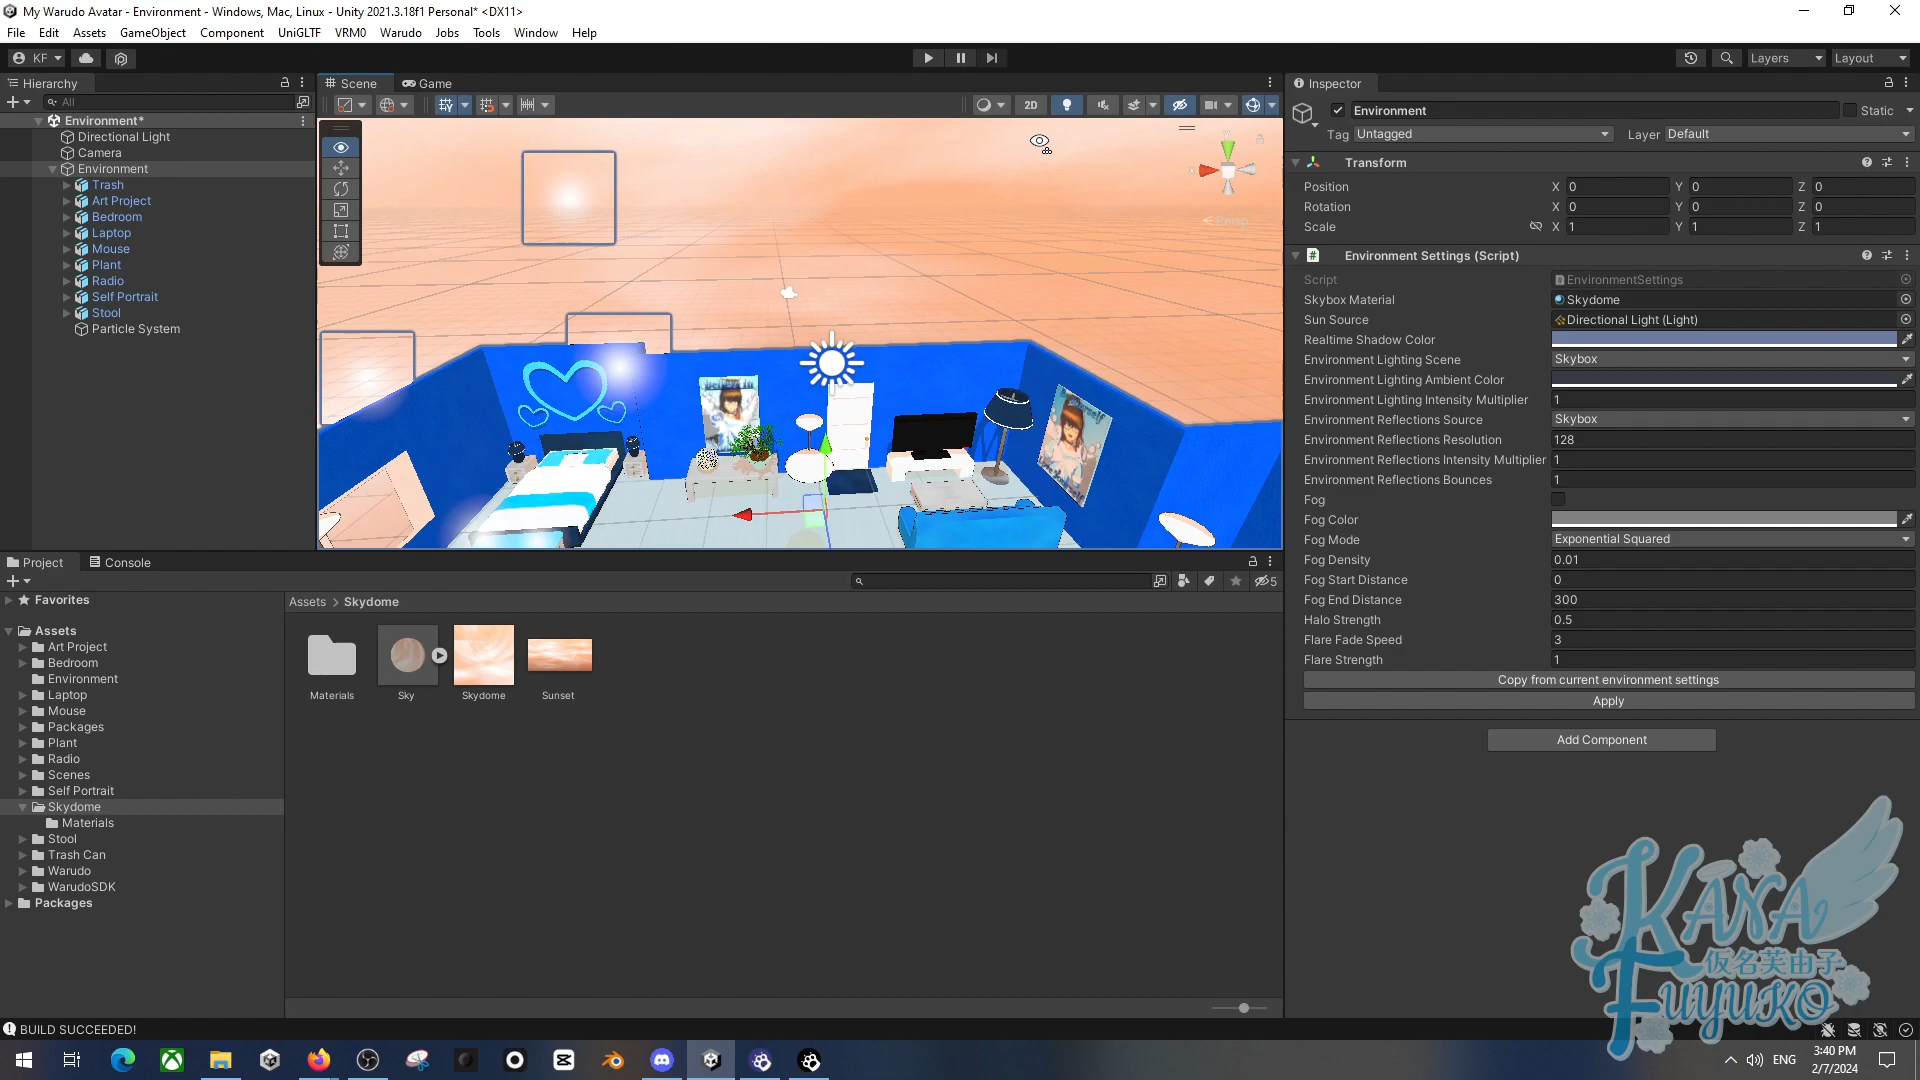 My Warudo Avatar - Environment - Windows, Mac, Linux - Unity 2021.3.18f1 Personal* <DX11>
File Edit Assets GameObject Component UniGLTF VRM0 Warudo Jobs Tools Window Help
KF
Layers
Layout
Hierarchy
All
Environment*
Directional Light
Camera
Environment
Trash
Art Project
Bedroom
Laptop
Mouse
Plant
Radio
Self Portrait
Stool
Particle System
Scene
Game
2D
Persp
Inspector
Environment
Static
Tag Untagged
Layer Default
Transform
Position X 0 Y 0 Z 0
Rotation X 0 Y 0 Z 0
Scale X 1 Y 1 Z 1
Environment Settings (Script)
Script EnvironmentSettings
Skybox Material Skydome
Sun Source Directional Light (Light)
Realtime Shadow Color
Environment Lighting Scene Skybox
Environment Lighting Ambient Color
Environment Lighting Intensity Multiplier 1
Environment Reflections Source Skybox
Environment Reflections Resolution 128
Environment Reflections Intensity Multiplier 1
Environment Reflections Bounces 1
Fog
Fog Color
Fog Mode Exponential Squared
Fog Density 0.01
Fog Start Distance 0
Fog End Distance 300
Halo Strength 0.5
Flare Fade Speed 3
Flare Strength 1
Copy from current environment settings
Apply
Add Component
Project
Console
5
Favorites
Assets
Art Project
Bedroom
Environment
Laptop
Mouse
Packages
Plant
Radio
Scenes
Self Portrait
Skydome
Materials
Stool
Trash Can
Warudo
WarudoSDK
Packages
Assets > Skydome
Materials
Sky
Skydome
Sunset
KANA
仮名芙由子
FUYUKO
BUILD SUCCEEDED!
ENG
3:40 PM
2/7/2024